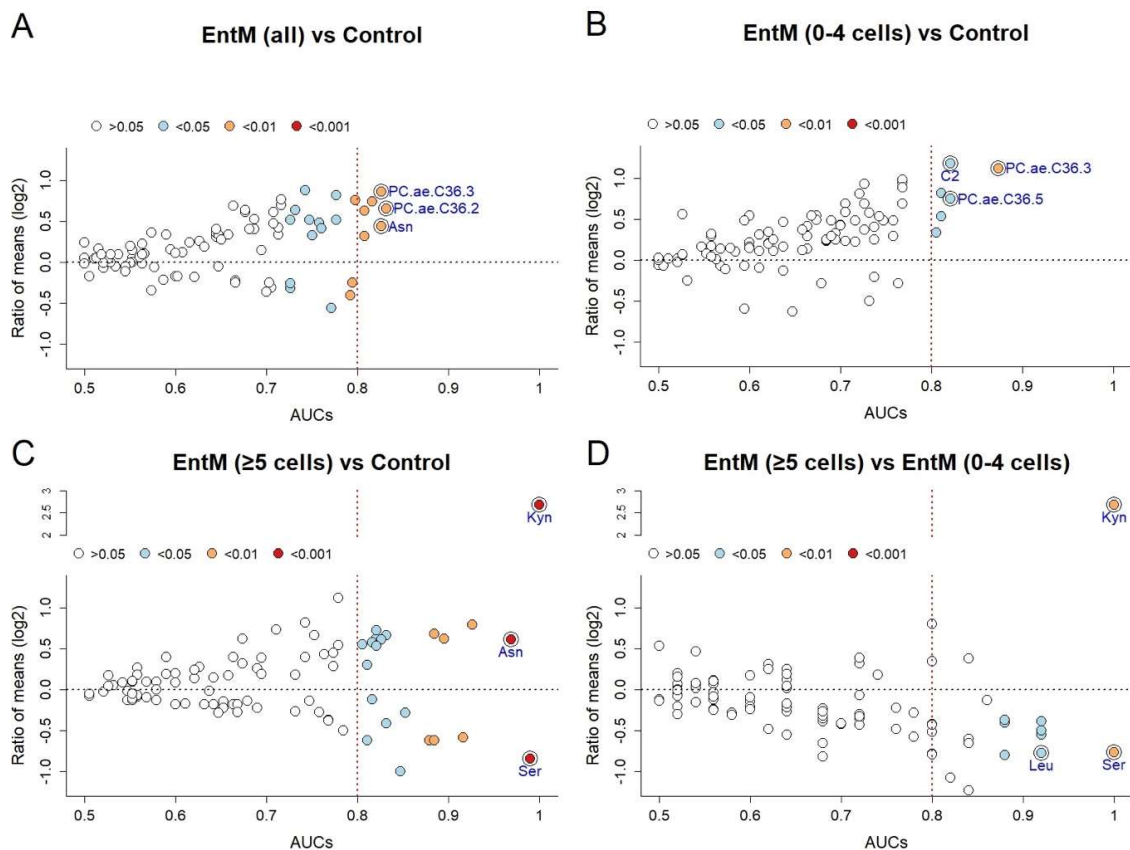 A
EntM (all) vs Control
>0.05 <0.05 <0.01 <0.001
Ratio of means (log2)
1.0
0.5
0.0
-0.5
-1.0
PC.ae.C36.3
PC.ae.C36.2
Asn
0.5 0.6 0.7 0.8 0.9 1
AUCs
B
EntM (0-4 cells) vs Control
>0.05 <0.05 <0.01 <0.001
Ratio of means (log2)
1.0
0.5
0.0
-0.5
-1.0
C2
PC.ae.C36.3
PC.ae.C36.5
0.5 0.6 0.7 0.8 0.9 1
AUCs
C
EntM (≥5 cells) vs Control
3
2.5
2
Kyn
>0.05 <0.05 <0.01 <0.001
Ratio of means (log2)
1.0
0.5
0.0
-0.5
-1.0
Asn
Ser
0.5 0.6 0.7 0.8 0.9 1
AUCs
D
EntM (≥5 cells) vs EntM (0-4 cells)
3
2.5
2
Kyn
>0.05 <0.05 <0.01 <0.001
Ratio of means (log2)
1.0
0.5
0.0
-0.5
-1.0
Leu
Ser
0.5 0.6 0.7 0.8 0.9 1
AUCs